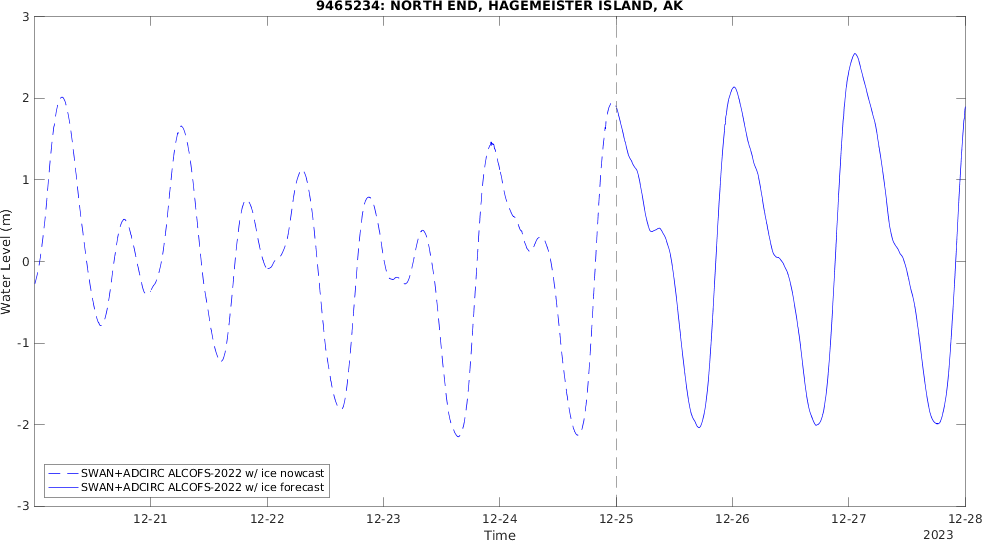 9465234: NORTH END, HAGEMEISTER ISLAND, AK
3
2
1
0
-1
-2
-3
Water Level (m)
SWAN+ADCIRC ALCOFS-2022 w/ ice nowcast
SWAN+ADCIRC ALCOFS-2022 w/ ice forecast
12-21 12-22 12-23 12-24 12-25 12-26 12-27 12-28
Time
2023